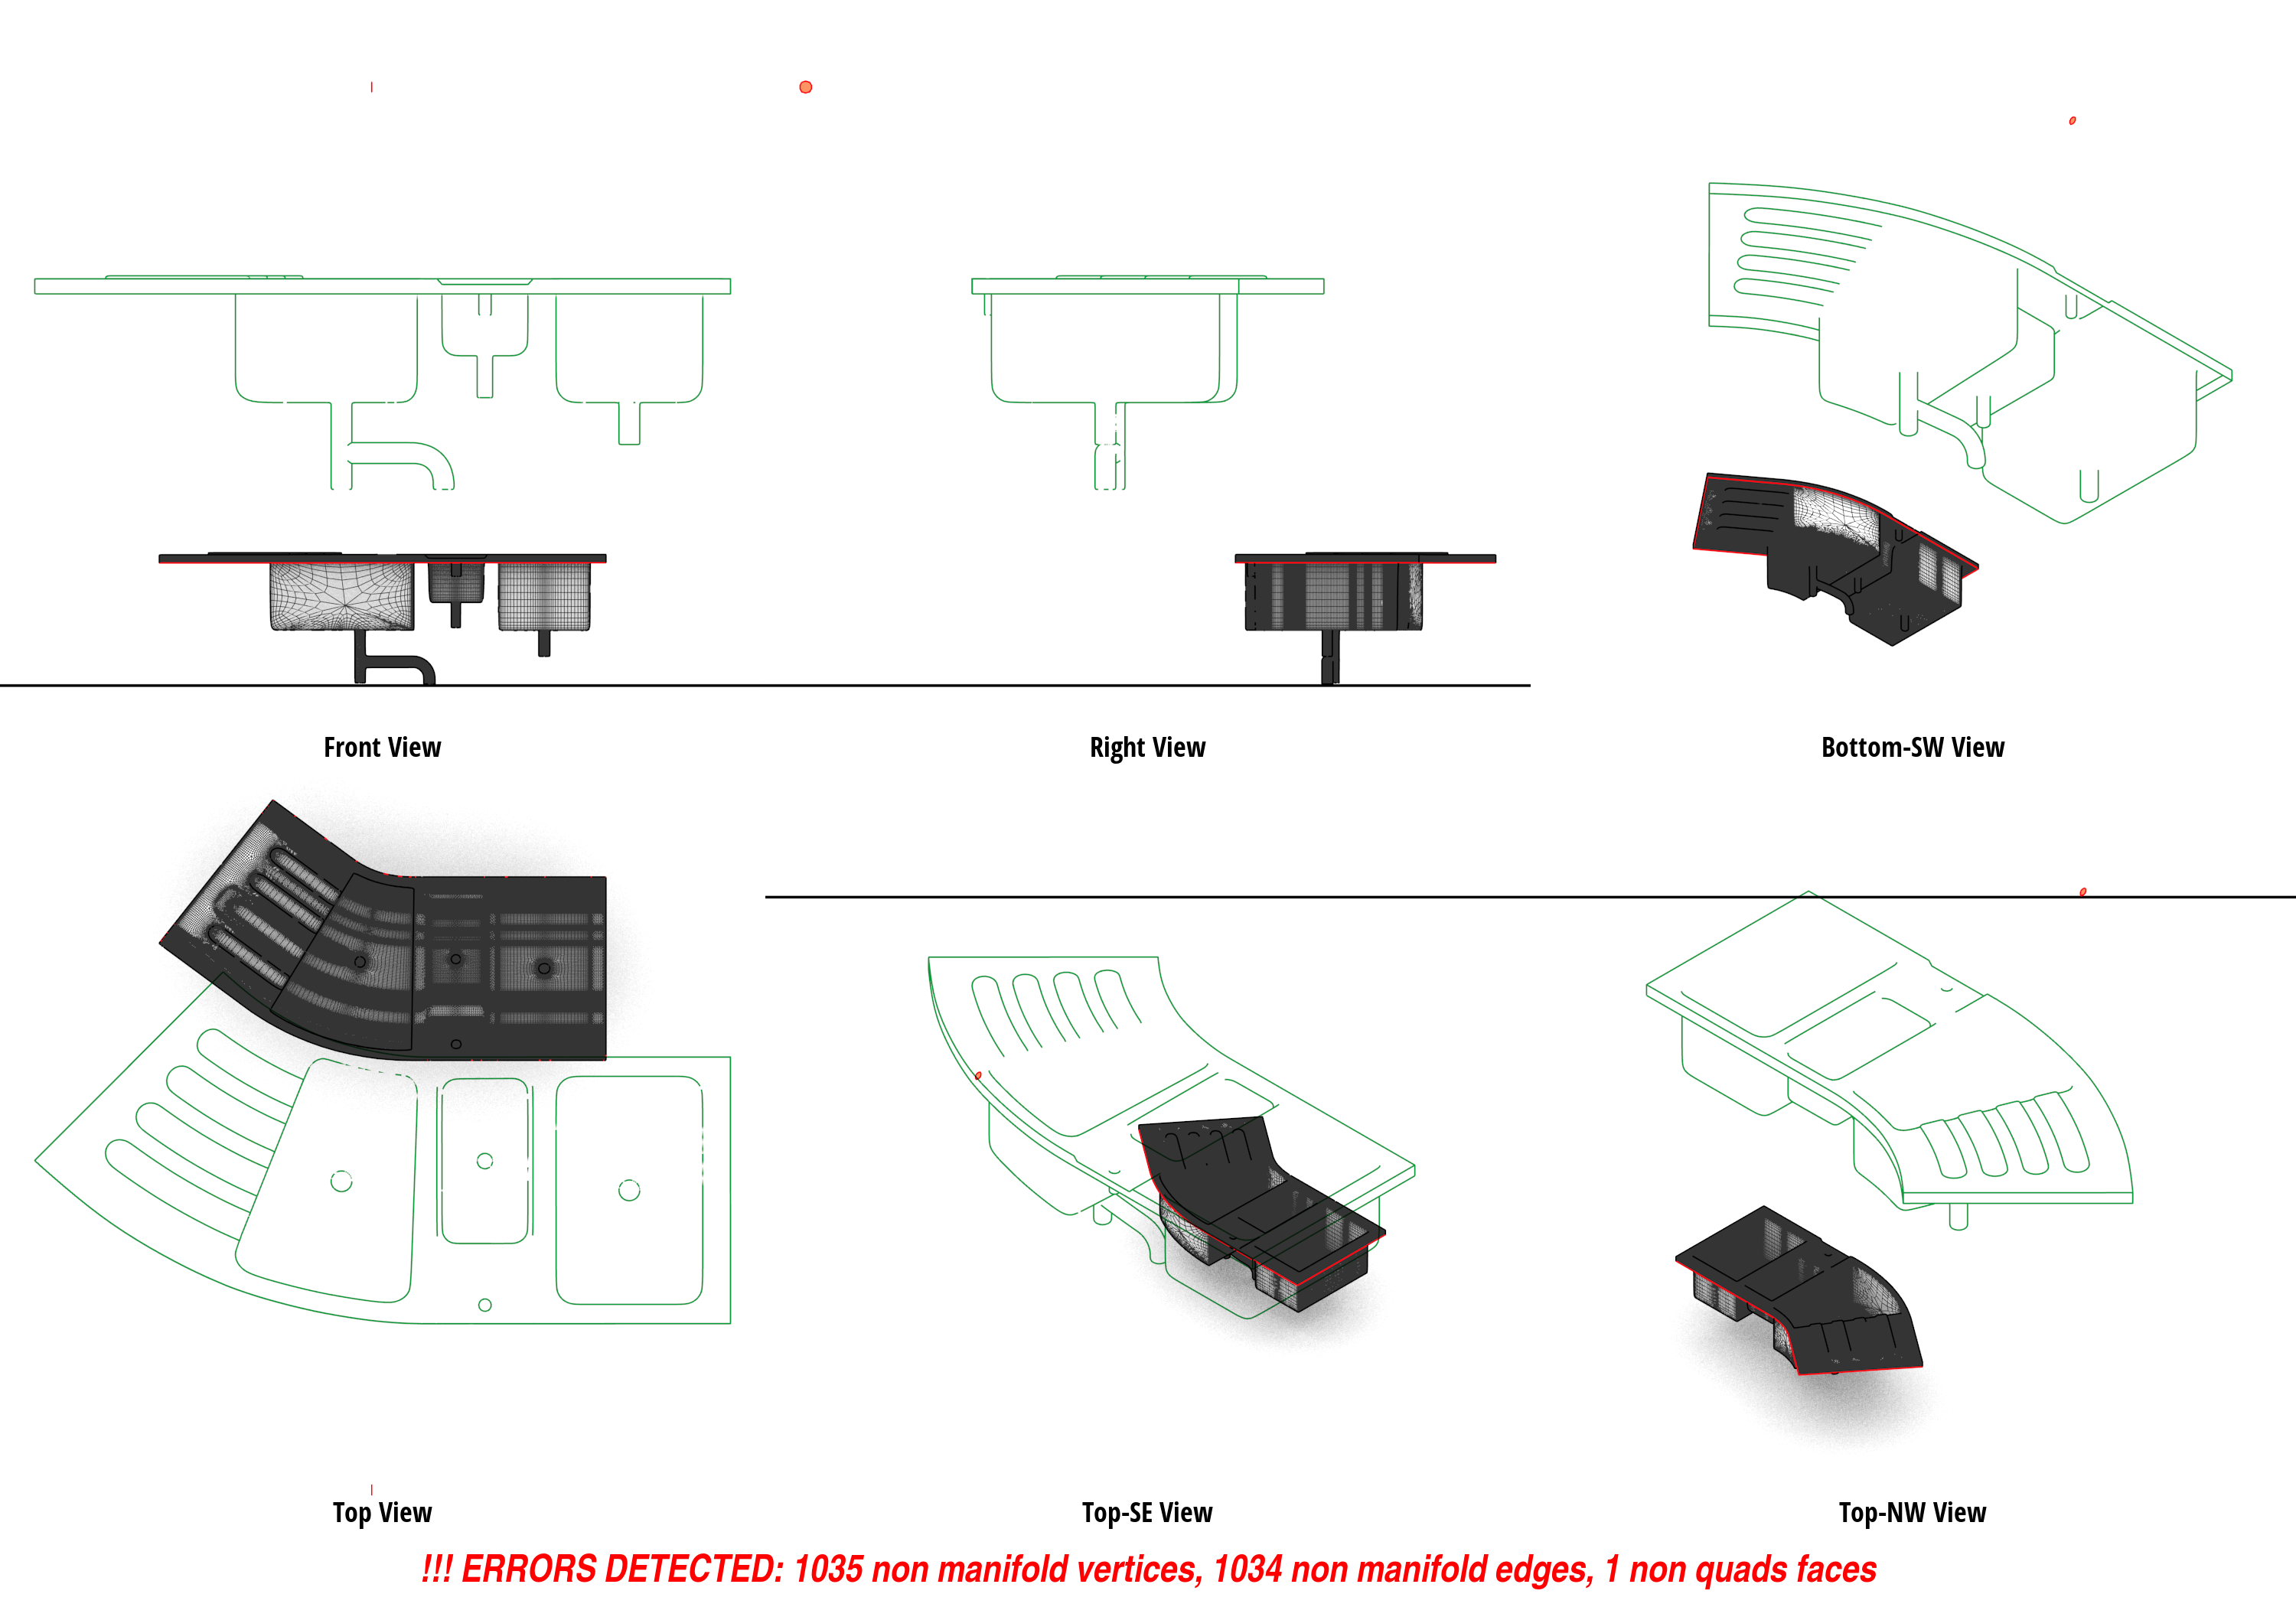 Front View
Right View
Bottom-SW View
Top View
Top-SE View
Top-NW View
!!! ERRORS DETECTED: 1035 non manifold vertices, 1034 non manifold edges, 1 non quads faces